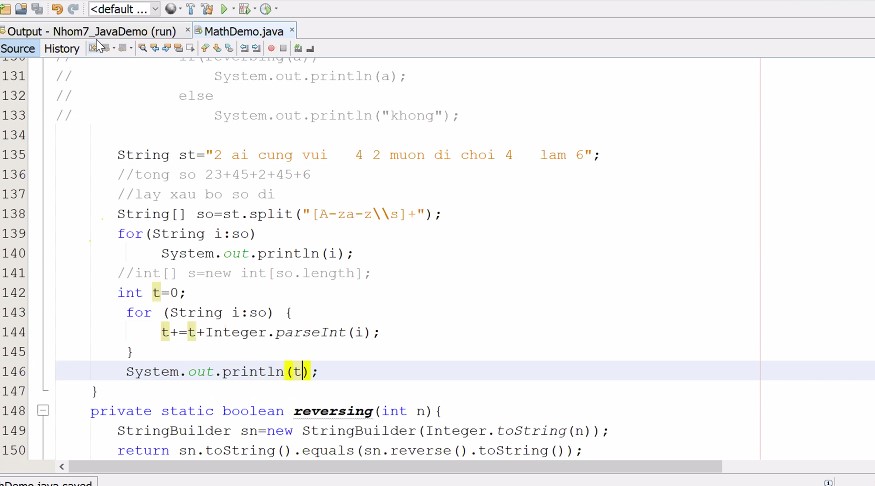 <default ...>
Output - Nhom7_JavaDemo (run) × MathDemo.java ×
Source History
130 // if(reversing(a))
131 // System.out.println(a);
132 // else
133 // System.out.println("khong");
134
135 String st="2 ai cung vui   4 2 muon di choi 4   lam 6";
136 //tong so 23+45+2+45+6
137 //lay xau bo so di
138 String[] so=st.split("[A-za-z\\s]+");
139 for(String i:so)
140 System.out.println(i);
141 //int[] s=new int[so.length];
142 int t=0;
143 for (String i:so) {
144 t+=t+Integer.parseInt(i);
145 }
146 System.out.println(t);
147 }
148 private static boolean reversing(int n){
149 StringBuilder sn=new StringBuilder(Integer.toString(n));
150 return sn.toString().equals(sn.reverse().toString());
hDemo.java saved